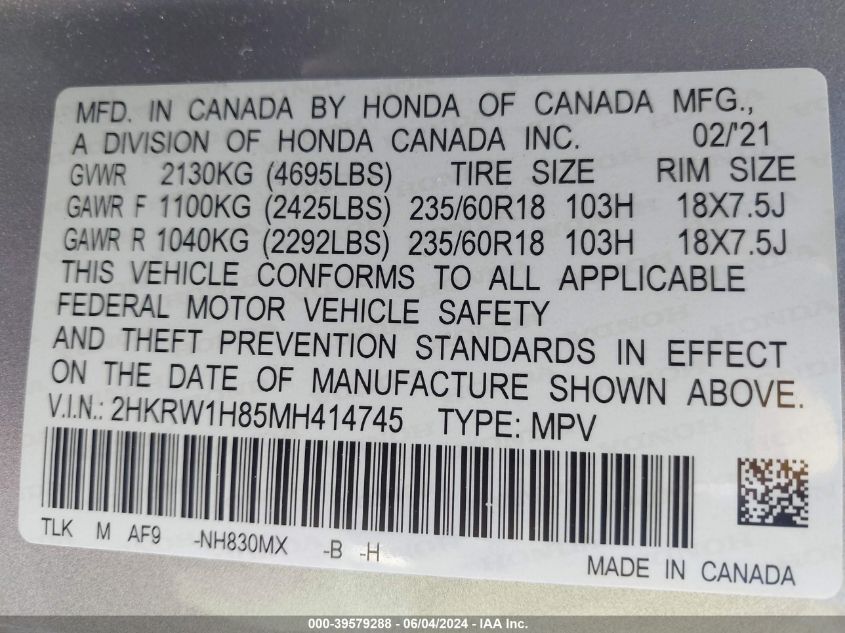 MFD. IN CANADA BY HONDA OF CANADA MFG.,
A DIVISION OF HONDA CANADA INC. 02/'21
GVWR 2130KG (4695LBS) TIRE SIZE RIM SIZE
GAWR F 1100KG (2425LBS) 235/60R18 103H 18X7.5J
GAWR R 1040KG (2292LBS) 235/60R18 103H 18X7.5J
THIS VEHICLE CONFORMS TO ALL APPLICABLE
FEDERAL MOTOR VEHICLE SAFETY
AND THEFT PREVENTION STANDARDS IN EFFECT
ON THE DATE OF MANUFACTURE SHOWN ABOVE.
V.I.N.: 2HKRW1H85MH414745 TYPE: MPV
TLK M AF9 -NH830MX -B -H
MADE IN CANADA
000-39579288 - 06/04/2024 - IAA Inc.